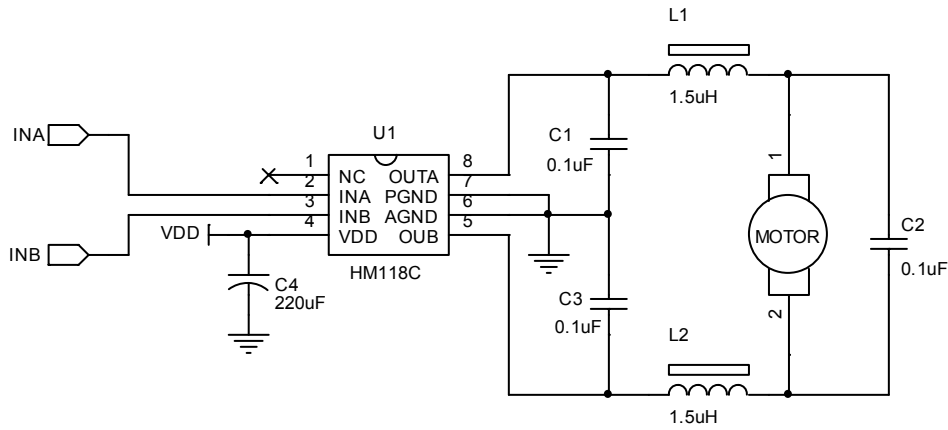 L1
1.5uH
INA
U1
C1
0.1uF
1
8
NC
OUTA
2
7
INA
PGND
3
6
INB
AGND
4
5
VDD
OUB
VDD
INB
HM118C
C4
220uF
C3
0.1uF
1
MOTOR
2
C2
0.1uF
L2
1.5uH